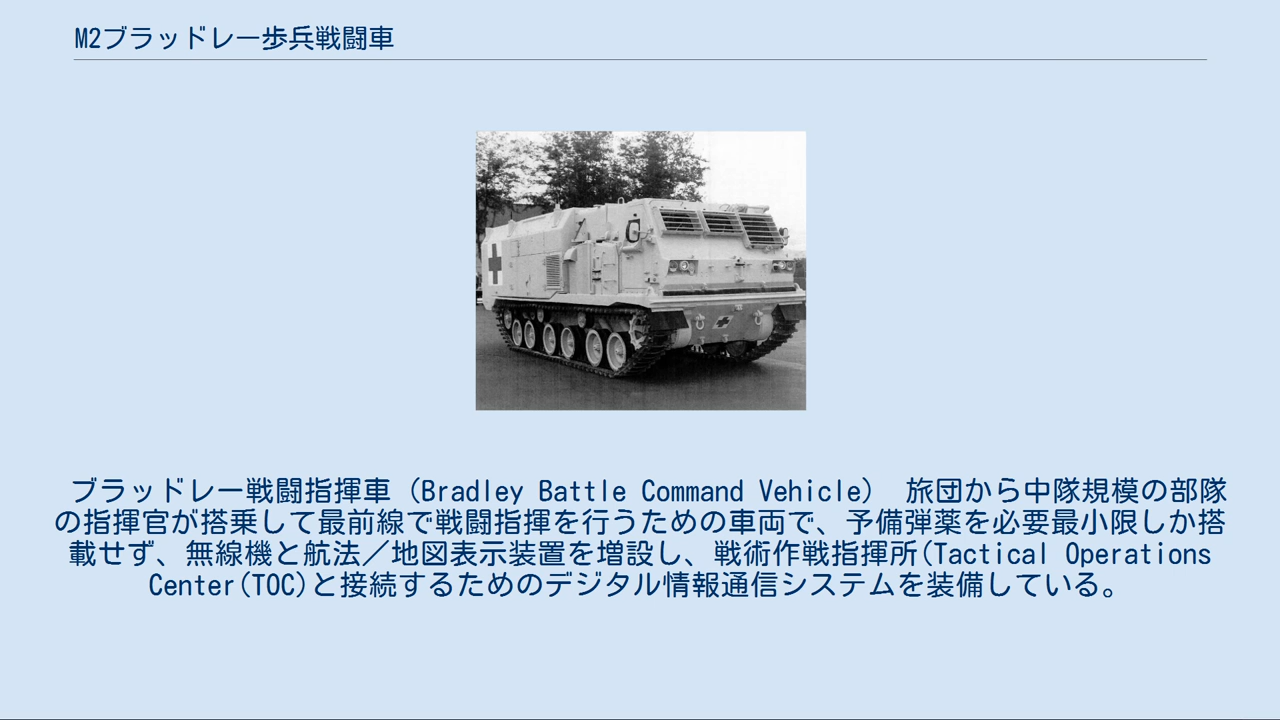 M2ブラッドレー歩兵戦闘車
ブラッドレー戦闘指揮車 (Bradley Battle Command Vehicle) 旅団から中隊規模の部隊
の指揮官が搭乗して最前線で戦闘指揮を行うための車両で、予備弾薬を必要最小限しか搭
載せず、無線機と航法／地図表示装置を増設し、戦術作戦指揮所(Tactical Operations
Center(TOC)と接続するためのデジタル情報通信システムを装備している。